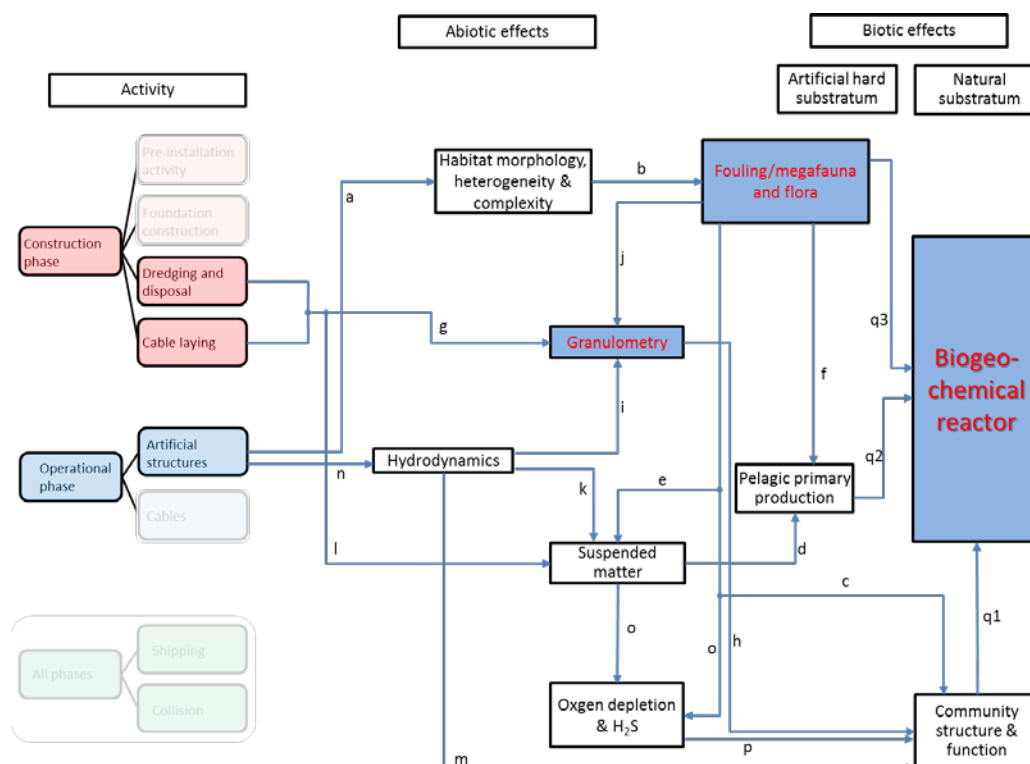 Abiotic effects
Biotic effects
Activity
Artificial hard
substratum
Natural
substratum
Pre-installation
activity
Foundation
construction
Construction
phase
Dredging and
disposal
Cable laying
Operational
phase
Artificial
structures
Cables
All phases
Shipping
Collision
Habitat morphology,
heterogeneity &
complexity
Fouling/megafauna
and flora
Granulometry
Hydrodynamics
Suspended
matter
Oxgen depletion
& H₂S
Pelagic primary
production
Biogeo-
chemical
reactor
Community
structure &
function
a
b
j
g
i
f
q3
n
k
e
q2
l
d
c
o
o
h
q1
p
m